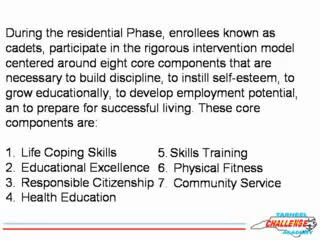 During the residential Phase, enrollees known as
cadets, participate in the rigorous intervention model
centered around eight core components that are
necessary to build discipline, to instill self-esteem, to
grow educationally, to develop employment potential,
an to prepare for successful living. These core
components are:
1. Life Coping Skills
2. Educational Excellence
3. Responsible Citizenship
4. Health Education
5. Skills Training
6. Physical Fitness
7. Community Service
TARHEEL
CHALLENGE
ACADEMY